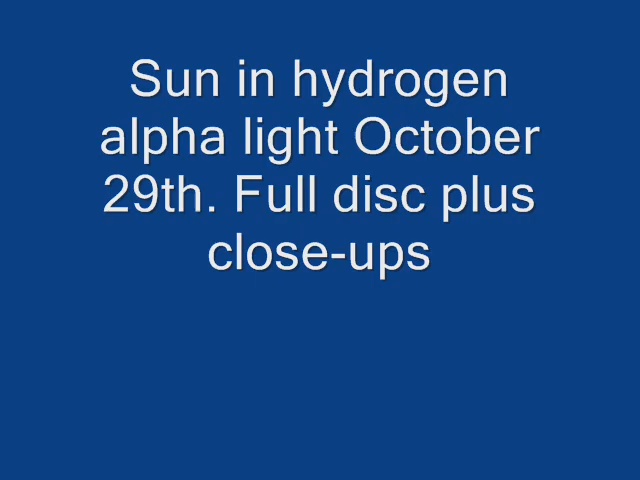 Sun in hydrogen
alpha light October
29th. Full disc plus
close-ups